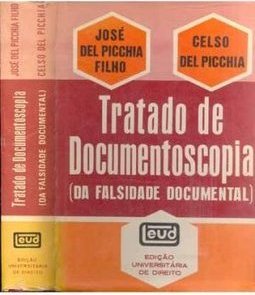 JOSÉ DEL PICCHIA FILHO
CELSO DEL PICCHIA
Tratado de Documentoscopia
(DA FALSIDADE DOCUMENTAL)
Leud
EDIÇÃO
UNIVERSITÁRIA
DE DIREITO
JOSÉ
DEL PICCHIA
FILHO
CELSO
DEL PICCHIA
Tratado de
Documentoscopia
(DA FALSIDADE DOCUMENTAL)
Leud
EDIÇÃO
UNIVERSITÁRIA
DE DIREITO